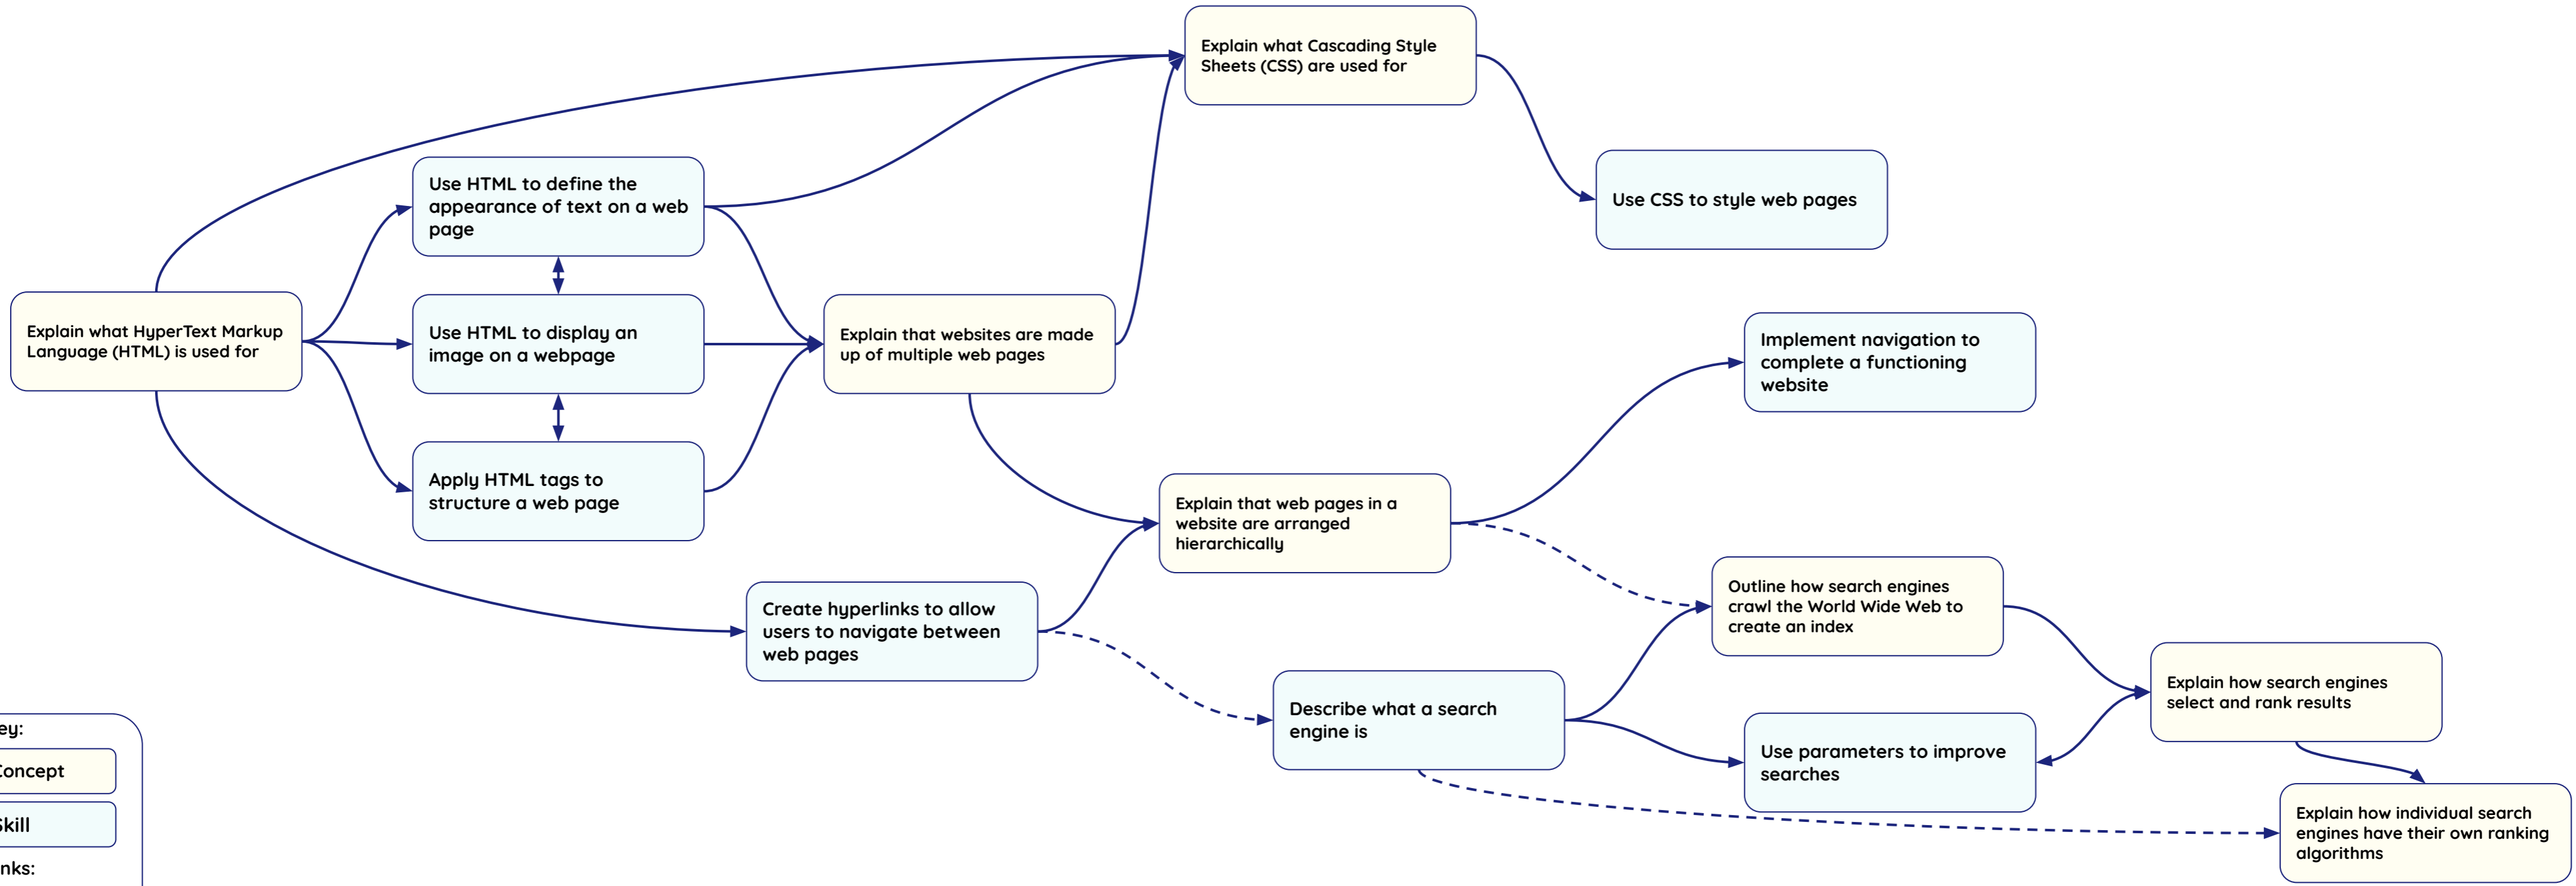 Explain what Cascading Style
Sheets (CSS) are used for
Use HTML to define the
appearance of text on a web
page
Use CSS to style web pages
Explain what HyperText Markup
Language (HTML) is used for
Use HTML to display an
image on a webpage
Explain that websites are made
up of multiple web pages
Implement navigation to
complete a functioning
website
Apply HTML tags to
structure a web page
Explain that web pages in a
website are arranged
hierarchically
Create hyperlinks to allow
users to navigate between
web pages
Outline how search engines
crawl the World Wide Web to
create an index
Describe what a search
engine is
Explain how search engines
select and rank results
Use parameters to improve
searches
Explain how individual search
engines have their own ranking
algorithms
ey:
Concept
Skill
nks: